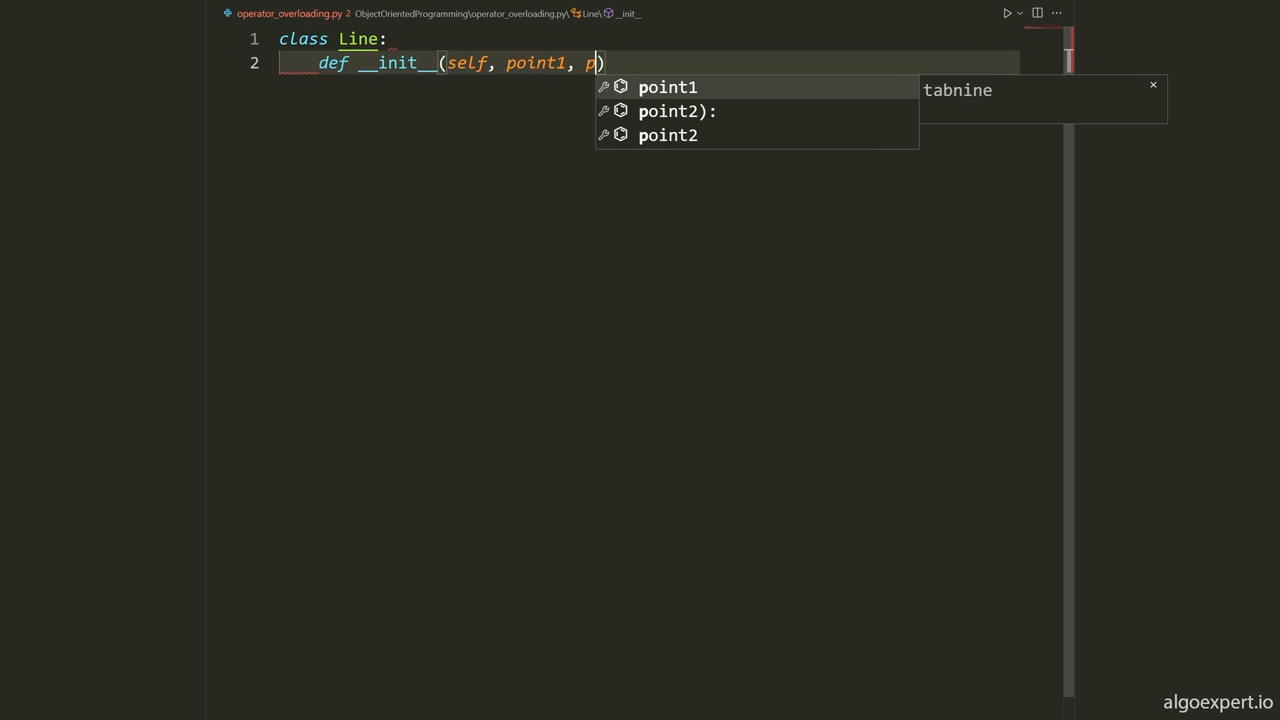 operator_overloading.py 2 ObjectOrientedProgramming\operator_overloading.py\Line\__init__
1 class Line:
2 def __init__(self, point1, p)
point1
point2):
point2
tabnine
algoexpert.io